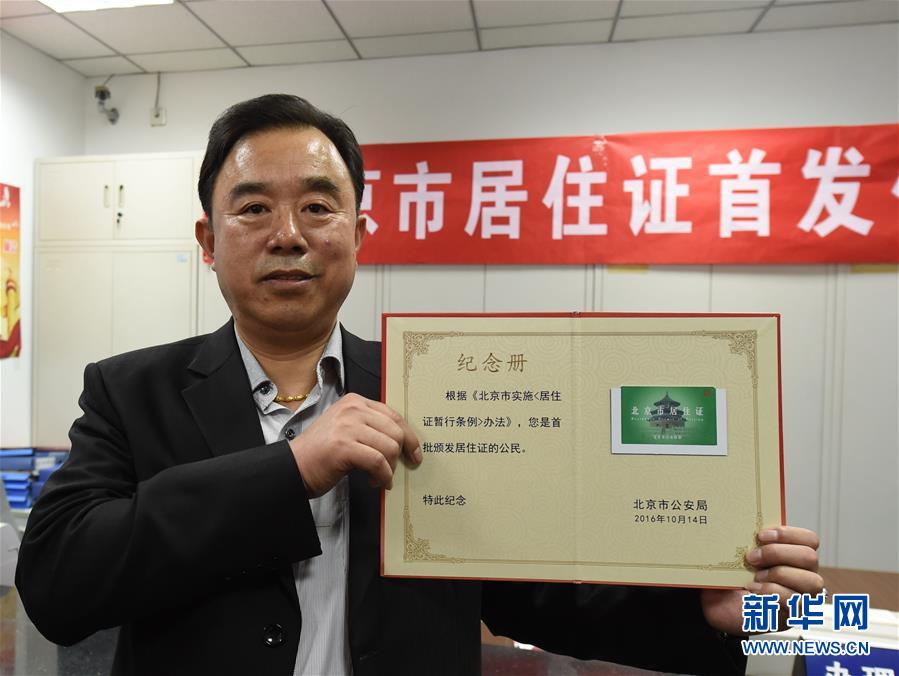 京市居住证首发
纪念册
根据《北京市实施<居住
证暂行条例>办法》，您是首
批颁发居住证的公民。
特此纪念
北京市居住证
北京市公安局
2016年10月14日
新华网
WWW.NEWS.CN
办理